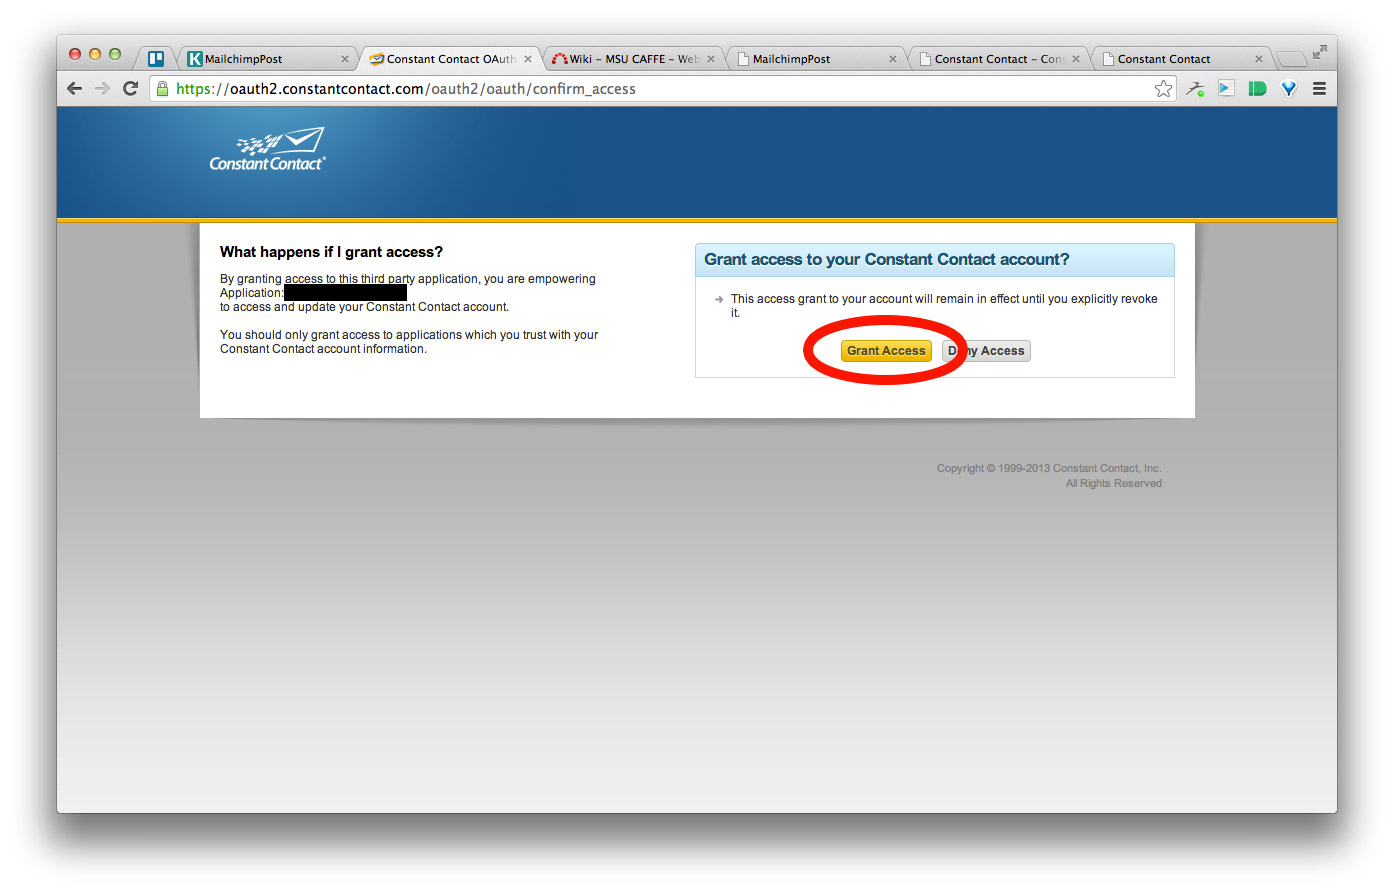 MailchimpPost
Constant Contact OAuth
Wiki – MSU CAFFE – Web
MailchimpPost
Constant Contact – Cons
Constant Contact
https://oauth2.constantcontact.com/oauth2/oauth/confirm_access
Constant Contact®
What happens if I grant access?
By granting access to this third party application, you are empowering
Application:
to access and update your Constant Contact account.
You should only grant access to applications which you trust with your
Constant Contact account information.
Grant access to your Constant Contact account?
This access grant to your account will remain in effect until you explicitly revoke
it.
Grant Access
Deny Access
Copyright © 1999-2013 Constant Contact, Inc.
All Rights Reserved